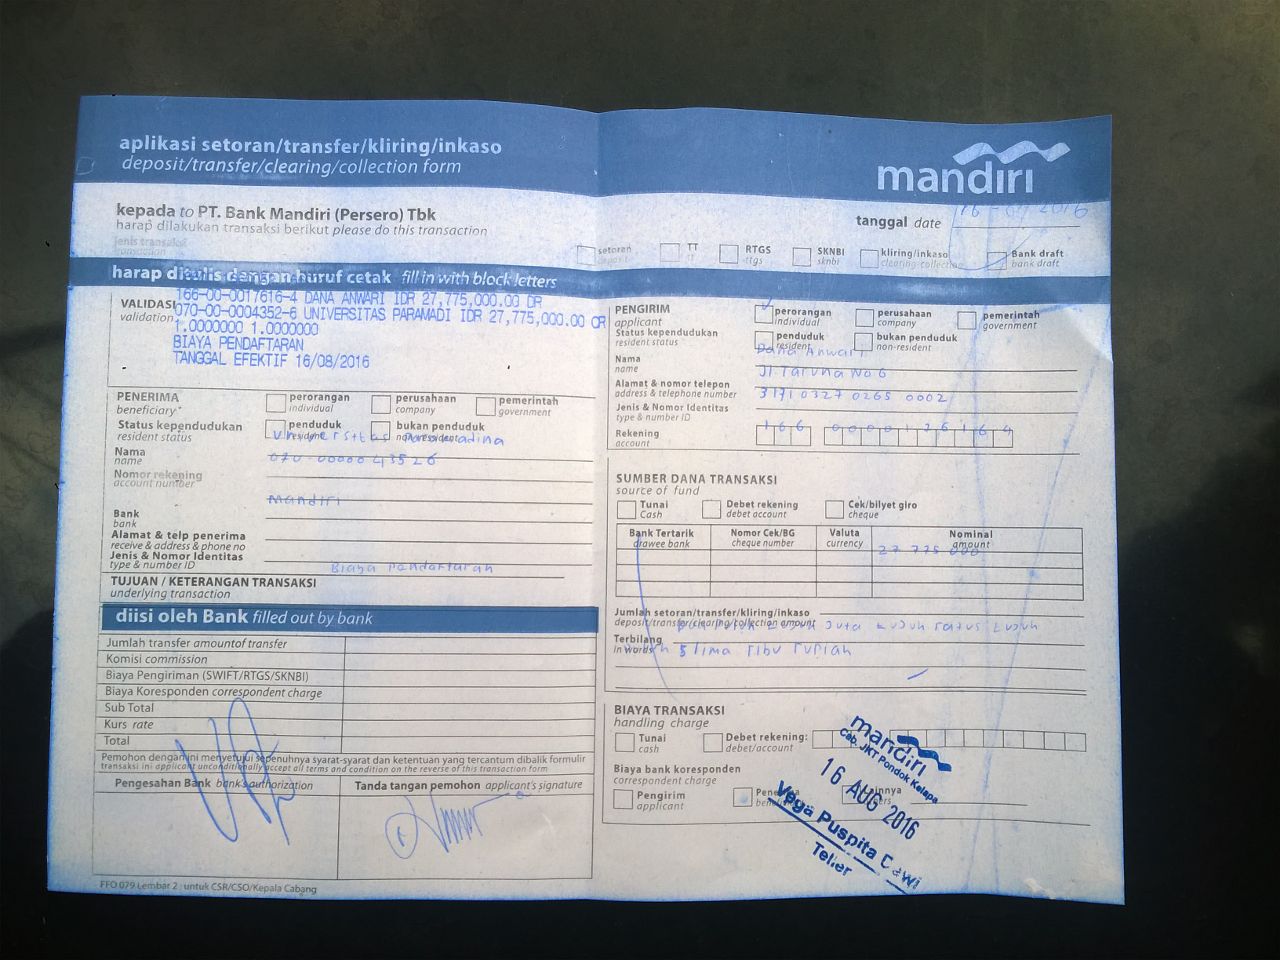 aplikasi setoran/transfer/kliring/inkaso
deposit/transfer/clearing/collection form
mandiri
kepada to PT. Bank Mandiri (Persero) Tbk
harap dilakukan transaksi berikut please do this transaction
tanggal date
16 2016
jenis transaksi
setoran
TT
RTGS
rtgs
SKNBI
sknbi
kliring/inkaso
clearing-collection
Bank draft
bank draft
harap ditulis dengan huruf cetak fill in with block letters
VALIDASI
validation
166-00-0017616-4 DANA ANWARI IDR 27,775,000.00 DR
070-00-0004352-6 UNIVERSITAS PARAMADI IDR 27,775,000.00 CR
1.0000000 1.0000000
BIAYA PENDAFTARAN
TANGGAL EFEKTIF 16/08/2016
PENERIMA
beneficiary*
perorangan
individual
perusahaan
company
pemerintah
government
Status kependudukan
resident status
penduduk
resident
bukan penduduk
non-resident
Nama
name
Universitas Paramadina
Nomor rekening
account number
070-0000043526
Bank
bank
Mandiri
Alamat & telp penerima
receive & address & phone no
Jenis & Nomor Identitas
type & number ID
TUJUAN / KETERANGAN TRANSAKSI
underlying transaction
Biaya Pendaftaran
diisi oleh Bank filled out by bank
Jumlah transfer amountof transfer
Komisi commission
Biaya Pengiriman (SWIFT/RTGS/SKNBI)
Biaya Koresponden correspondent charge
Sub Total
Kurs rate
Total
Pemohon dengan ini menyetujui sepenuhnya syarat-syarat dan ketentuan yang tercantum dibalik formulir
transaksi ini applicant unconditionally accept all terms and condition on the reverse of this transaction form
Pengesahan Bank bank's authorization
Tanda tangan pemohon applicant's signature
FFO 079 Lembar 2 : untuk CSR/CSO/Kepala Cabang
PENGIRIM
applicant
perorangan
individual
perusahaan
company
pemerintah
government
Status kependudukan
resident status
penduduk
resident
bukan penduduk
non-resident
Nama
name
Dana Anwari
Alamat & nomor telepon
address & telephone number
Jl Taruna No 6
Jenis & Nomor Identitas
type & number ID
3171 0327 0265 0002
Rekening
account
166 0000176164
SUMBER DANA TRANSAKSI
source of fund
Tunai
Cash
Debet rekening
debet account
Cek/bilyet giro
cheque
Bank Tertarik
drawee bank
Nomor Cek/BG
cheque number
Valuta
currency
Nominal
amount
27 775 000
Jumlah setoran/transfer/kliring/inkaso
deposit/transfer/clearing/collection amount
Terbilang
in words
Dua Puluh tujuh juta tujuh ratus tujuh
lima ribu rupiah
BIAYA TRANSAKSI
handling charge
Tunai
cash
Debet rekening:
debet/account
Biaya bank koresponden
correspondent charge
Pengirim
applicant
Penerima
Lainnya
mandiri
Cab. JKT Pondok Kelapa
16 AUG 2016
Vega Puspita Dewi
Teller